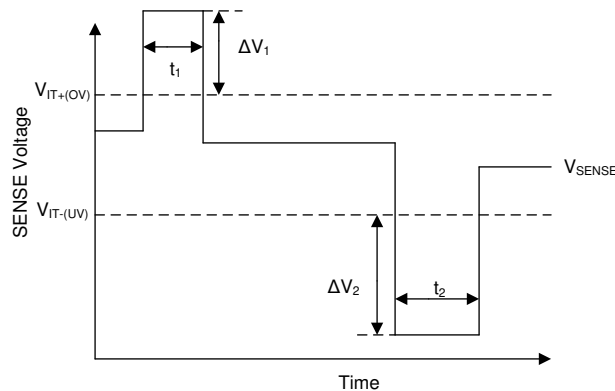 ΔV1
t1
VIT+(OV)
SENSE Voltage
VSENSE
VIT-(UV)
ΔV2
t2
Time